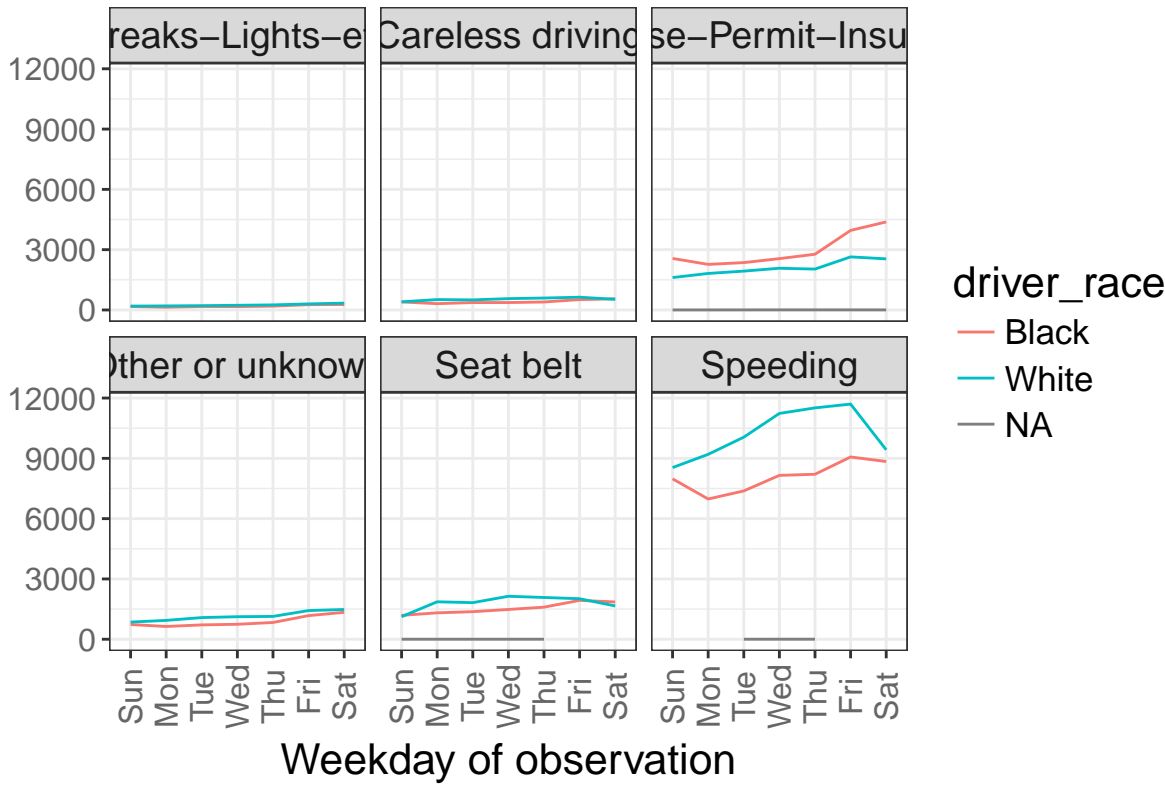 reaks–Lights–e
Careless driving
se–Permit–Insu
12000
9000
6000
3000
0
Other or unknow
Seat belt
Speeding
12000
9000
6000
3000
0
Sun Mon Tue Wed Thu Fri Sat
Sun Mon Tue Wed Thu Fri Sat
Sun Mon Tue Wed Thu Fri Sat
Weekday of observation
driver_race
Black
White
NA